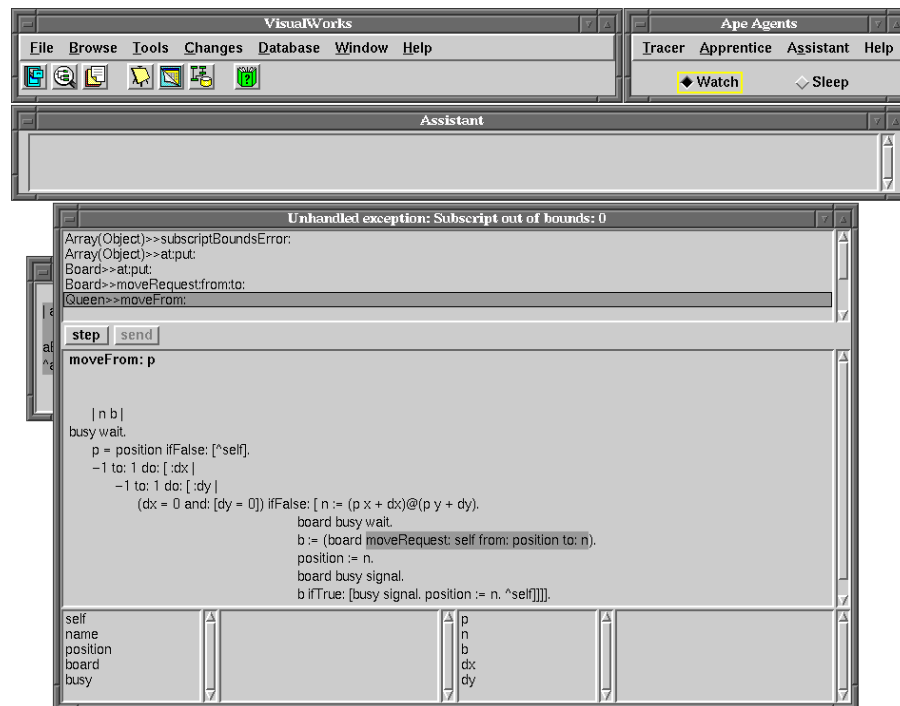 VisualWorks
File Browse Tools Changes Database Window Help
Ape Agents
Tracer Apprentice Assistant Help
Watch Sleep
Assistant
Unhandled exception: Subscript out of bounds: 0
Array(Object)>>subscriptBoundsError:
Array(Object)>>at:put:
Board>>at:put:
Board>>moveRequest:from:to:
Queen>>moveFrom:
step send
moveFrom: p
| n b |
busy wait.
p = position ifFalse: [^self].
−1 to: 1 do: [ :dx |
−1 to: 1 do: [ :dy |
(dx = 0 and: [dy = 0]) ifFalse: [ n := (p x + dx)@(p y + dy).
board busy wait.
b := (board moveRequest: self from: position to: n).
position := n.
board busy signal.
b ifTrue: [busy signal. position := n. ^self]]]].
self
name
position
board
busy
p
n
b
dx
dy